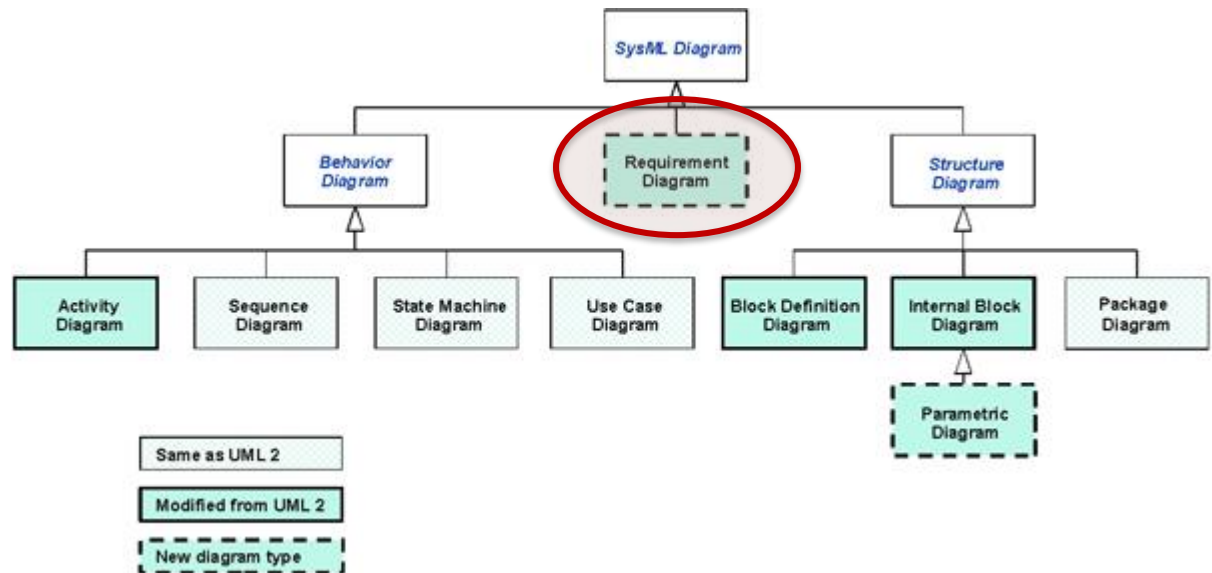 SysML Diagram
Behavior
Diagram
Requirement
Diagram
Structure
Diagram
Activity
Diagram
Sequence
Diagram
State Machine
Diagram
Use Case
Diagram
Block Definition
Diagram
Internal Block
Diagram
Package
Diagram
Parametric
Diagram
Same as UML 2
Modified from UML 2
New diagram type